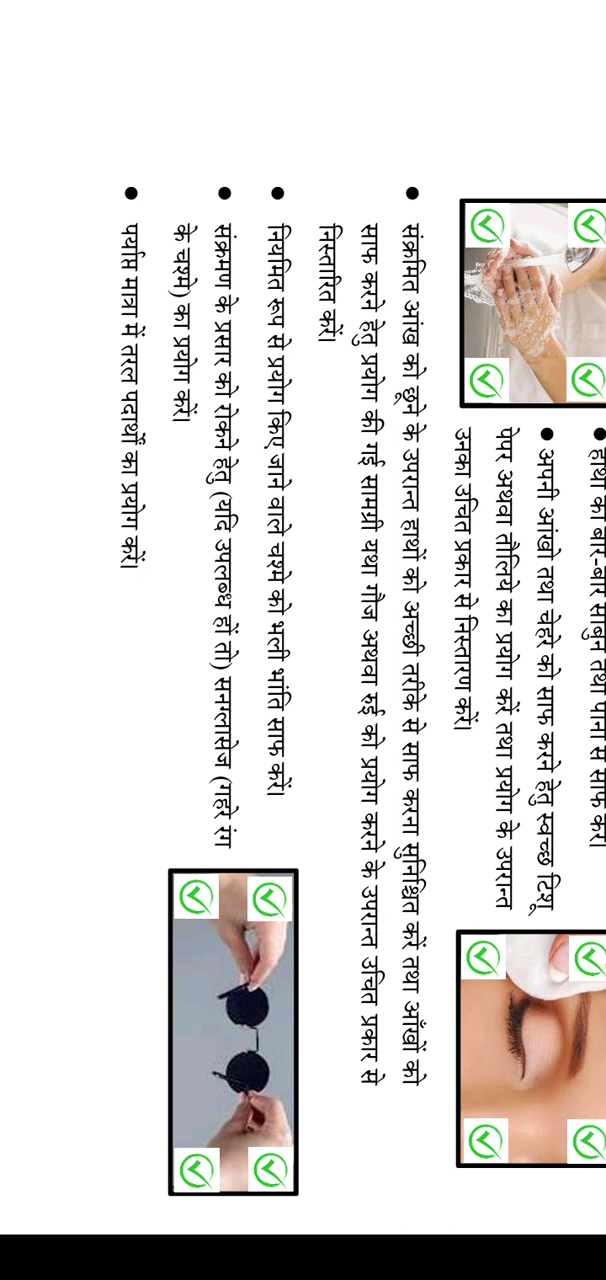 ● हाथों को बार-बार साबुन तथा पानी से साफ करें।
● अपनी आंखों तथा चेहरे को साफ करने हेतु स्वच्छ टिशू
पेपर अथवा तौलिये का प्रयोग करें तथा प्रयोग के उपरान्त
उनका उचित प्रकार से निस्तारण करें।
● संक्रमित आंख को छूने के उपरान्त हाथों को अच्छी तरीके से साफ करना सुनिश्चित करें तथा आँखों को
साफ करने हेतु प्रयोग की गई सामग्री यथा गौज अथवा रुई को प्रयोग करने के उपरान्त उचित प्रकार से
निस्तारित करें।
● नियमित रूप से प्रयोग किए जाने वाले चश्मे को भली भांति साफ करें।
● संक्रमण के प्रसार को रोकने हेतु (यदि उपलब्ध हों तो) सनग्लासेज (गहरे रंग
के चश्मे) का प्रयोग करें।
● पर्याप्त मात्रा में तरल पदार्थों का प्रयोग करें।